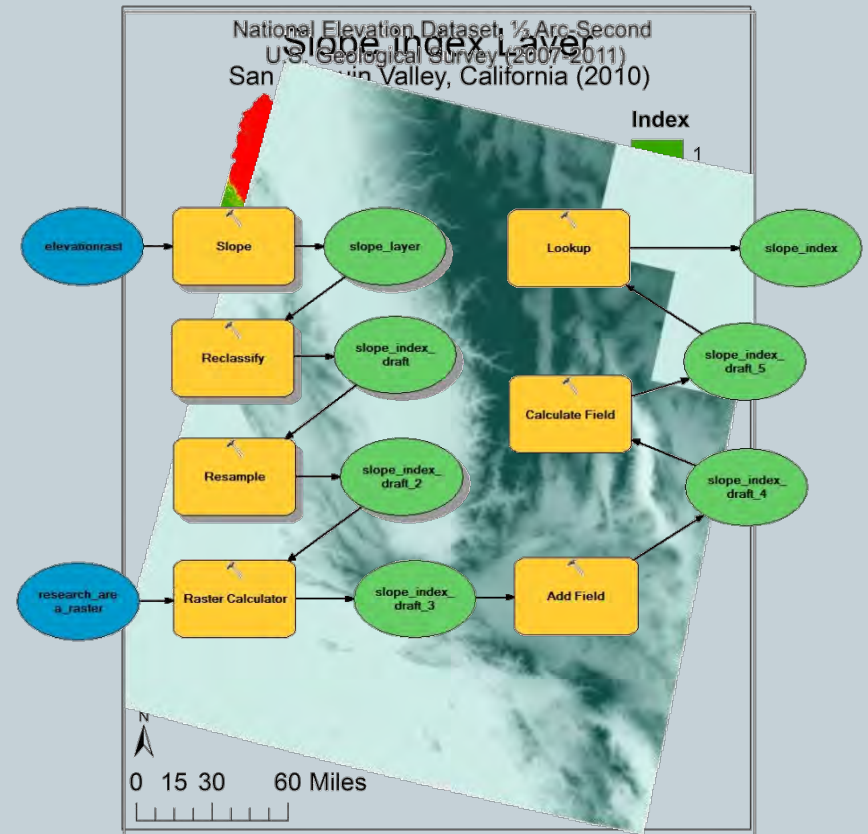 National Elevation Dataset, ⅓ Arc-Second
Slope Index Layer
U.S. Geological Survey (2007-2011)
San Valley, California (2010)
Index
1
elevationrast
Slope
slope_layer
Lookup
slope_index
Reclassify
slope_index_
draft
slope_index_
draft_5
Calculate Field
Resample
slope_index_
draft_2
slope_index_
draft_4
research_are
a_raster
Raster Calculator
slope_index_
draft_3
Add Field
N
0 15 30 60 Miles